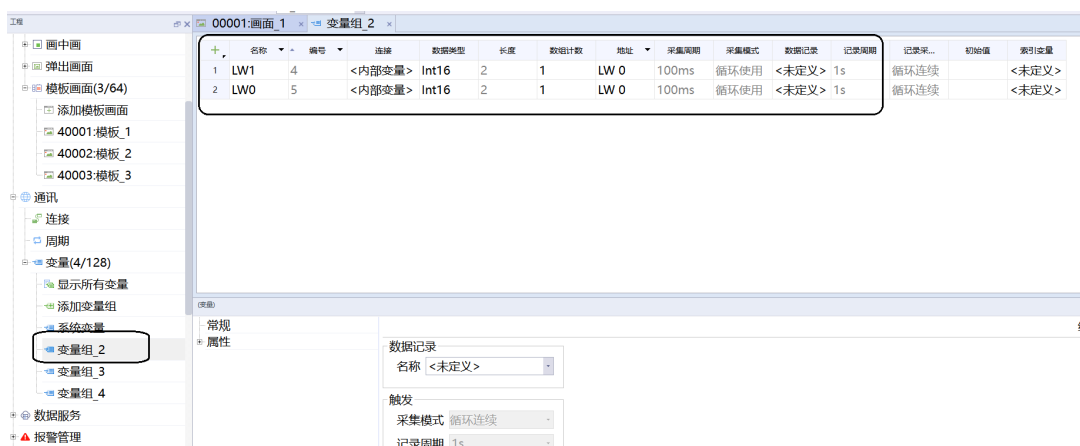 工程
画中画
弹出画面
模板画面(3/64)
添加模板画面
40001:模板_1
40002:模板_2
40003:模板_3
通讯
连接
周期
变量(4/128)
显示所有变量
添加变量组
系统变量
变量组_2
变量组_3
变量组_4
数据服务
报警管理
00001:画面_1 × 变量组_2 ×
名称 编号 连接 数据类型 长度 数组计数 地址 采集周期 采集模式 数据记录 记录周期 记录采... 初始值 索引变量
1 LW1 4 <内部变量> Int16 2 1 LW 0 100ms 循环使用 <未定义> 1s 循环连续 <未定义>
2 LW0 5 <内部变量> Int16 2 1 LW 0 100ms 循环使用 <未定义> 1s 循环连续 <未定义>
(变量)
常规
属性
数据记录
名称 <未定义>
触发
采集模式 循环连续
记录周期 1s